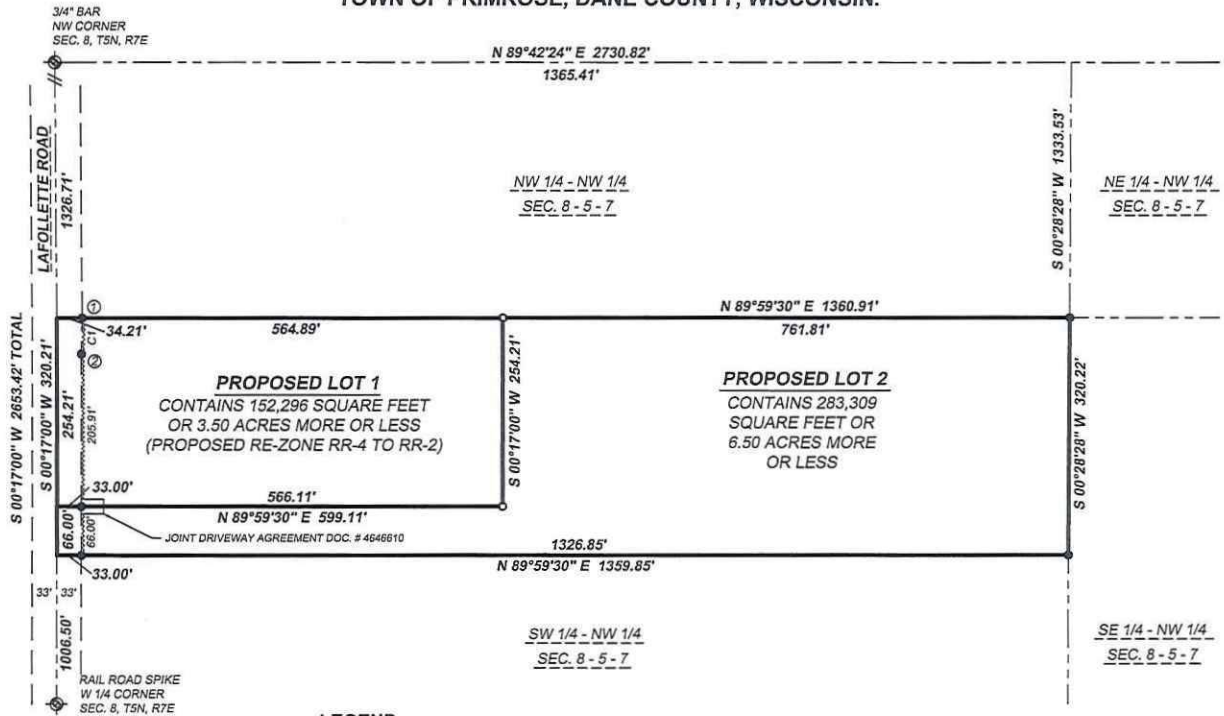 TOWN OF PRIMROSE, DANE COUNTY, WISCONSIN.
3/4" BAR
NW CORNER
SEC. 8, T5N, R7E
N 89°42'24" E 2730.82'
1365.41'
LAFOLLETTE ROAD
1326.71'
NW 1/4 - NW 1/4
SEC. 8 - 5 - 7
S 00°28'28" W 1333.53'
NE 1/4 - NW 1/4
SEC. 8 - 5 - 7
1
34.21'
564.89'
N 89°59'30" E 1360.91'
761.81'
C1
2
S 00°17'00" W 2653.42' TOTAL
S 00°17'00" W 320.21'
254.21'
205.91'
PROPOSED LOT 1
CONTAINS 152,296 SQUARE FEET
OR 3.50 ACRES MORE OR LESS
(PROPOSED RE-ZONE RR-4 TO RR-2)
S 00°17'00" W 254.21'
PROPOSED LOT 2
CONTAINS 283,309
SQUARE FEET OR
6.50 ACRES MORE
OR LESS
S 00°28'28" W 320.22'
33.00'
566.11'
N 89°59'30" E 599.11'
66.00'
66.00'
JOINT DRIVEWAY AGREEMENT DOC. # 4646610
33.00'
1326.85'
N 89°59'30" E 1359.85'
33' 33'
1006.50'
SW 1/4 - NW 1/4
SEC. 8 - 5 - 7
SE 1/4 - NW 1/4
SEC. 8 - 5 - 7
RAIL ROAD SPIKE
W 1/4 CORNER
SEC. 8, T5N, R7E
LEGEND